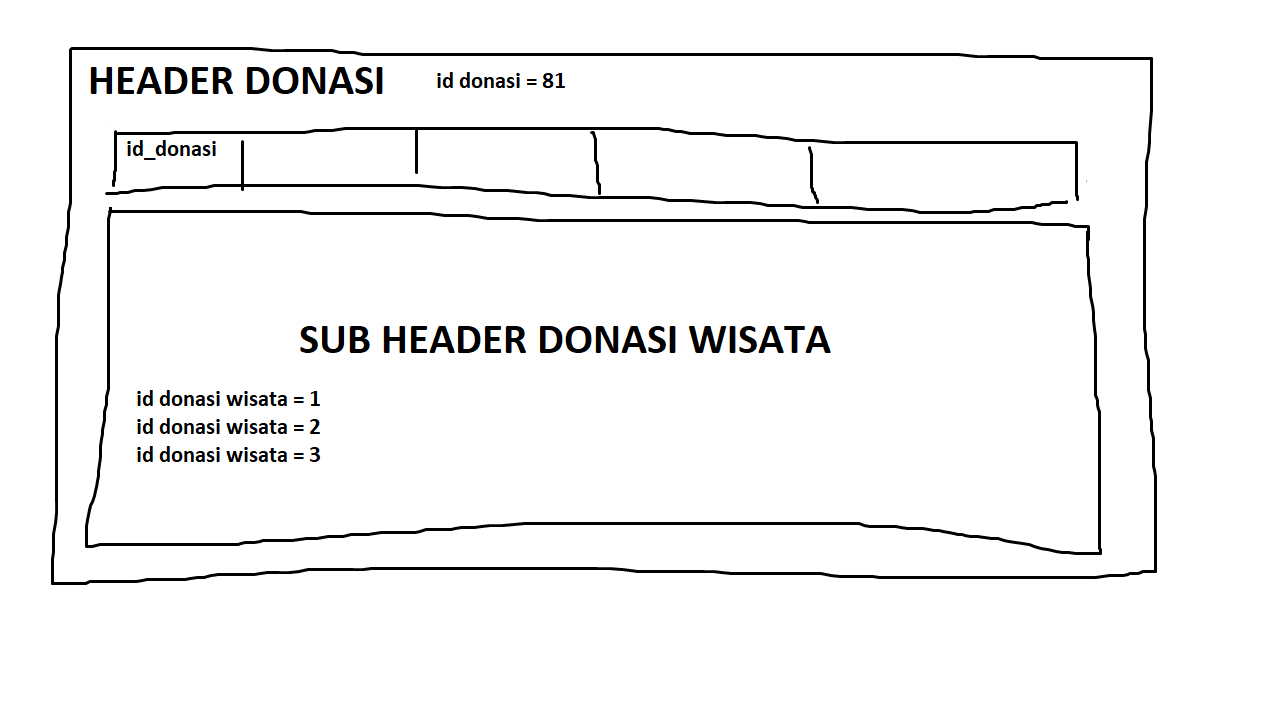 HEADER DONASI id donasi = 81
id_donasi
SUB HEADER DONASI WISATA
id donasi wisata = 1
id donasi wisata = 2
id donasi wisata = 3